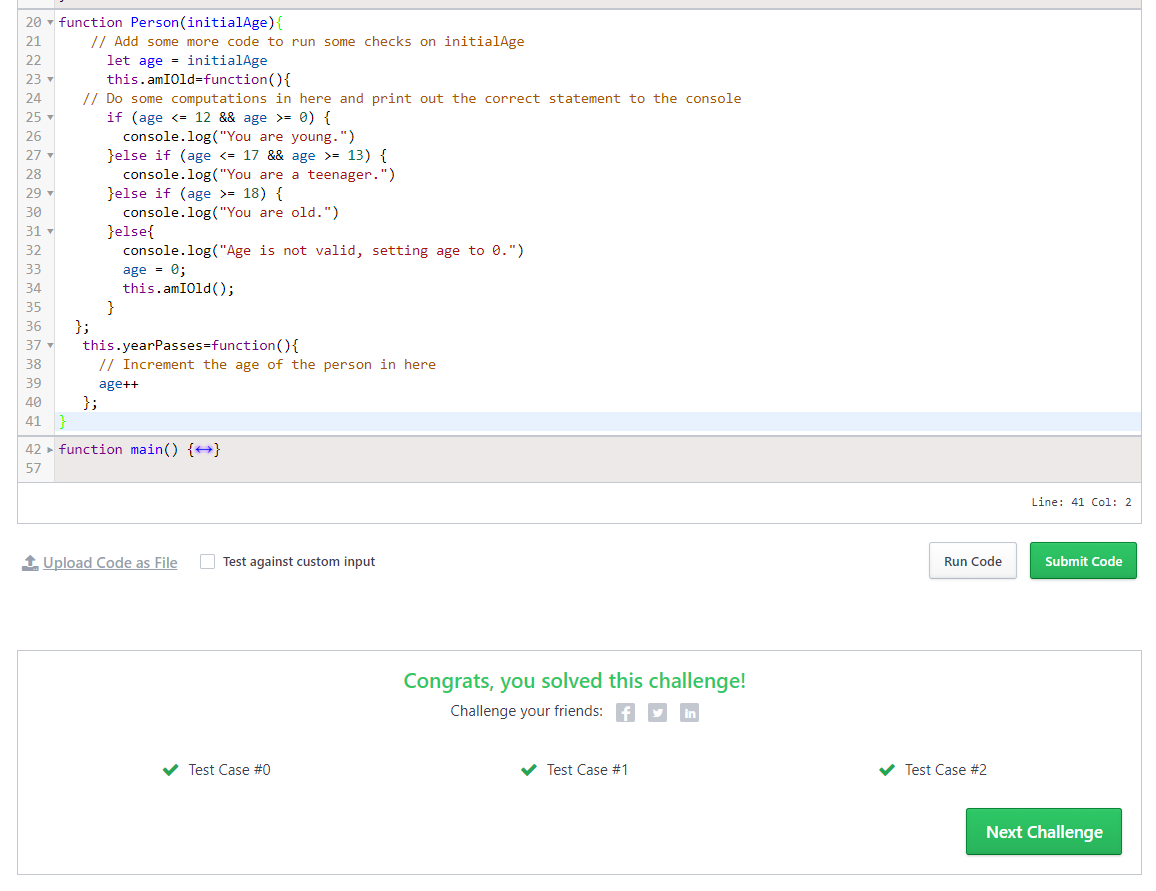 20 function Person(initialAge){
21 // Add some more code to run some checks on initialAge
22 let age = initialAge
23 this.amIOld=function(){
24 // Do some computations in here and print out the correct statement to the console
25 if (age <= 12 && age >= 0) {
26 console.log("You are young.")
27 }else if (age <= 17 && age >= 13) {
28 console.log("You are a teenager.")
29 }else if (age >= 18) {
30 console.log("You are old.")
31 }else{
32 console.log("Age is not valid, setting age to 0.")
33 age = 0;
34 this.amIOld();
35 }
36 };
37 this.yearPasses=function(){
38 // Increment the age of the person in here
39 age++
40 };
41 }
42 function main() {↔}
57
Line: 41 Col: 2
Upload Code as File Test against custom input Run Code Submit Code
Congrats, you solved this challenge!
Challenge your friends: f in
Test Case #0 Test Case #1 Test Case #2
Next Challenge